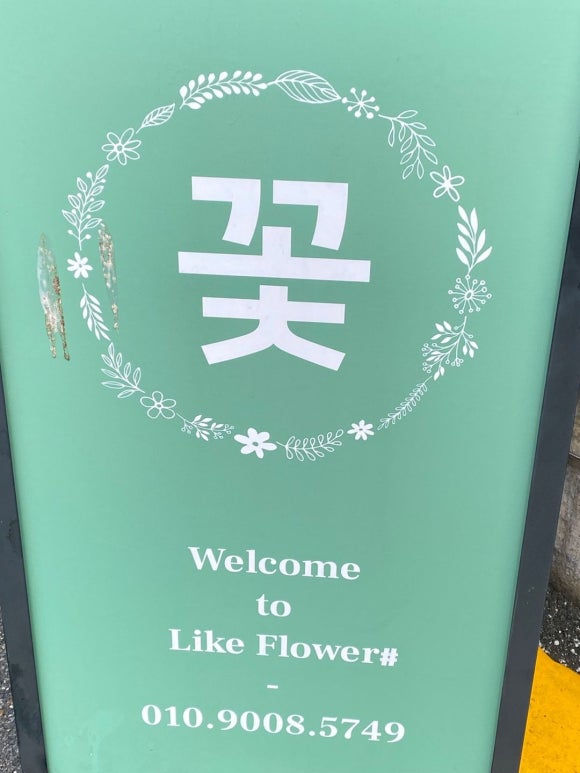 꽃
Welcome
to
Like Flower#
-
010.9008.5749